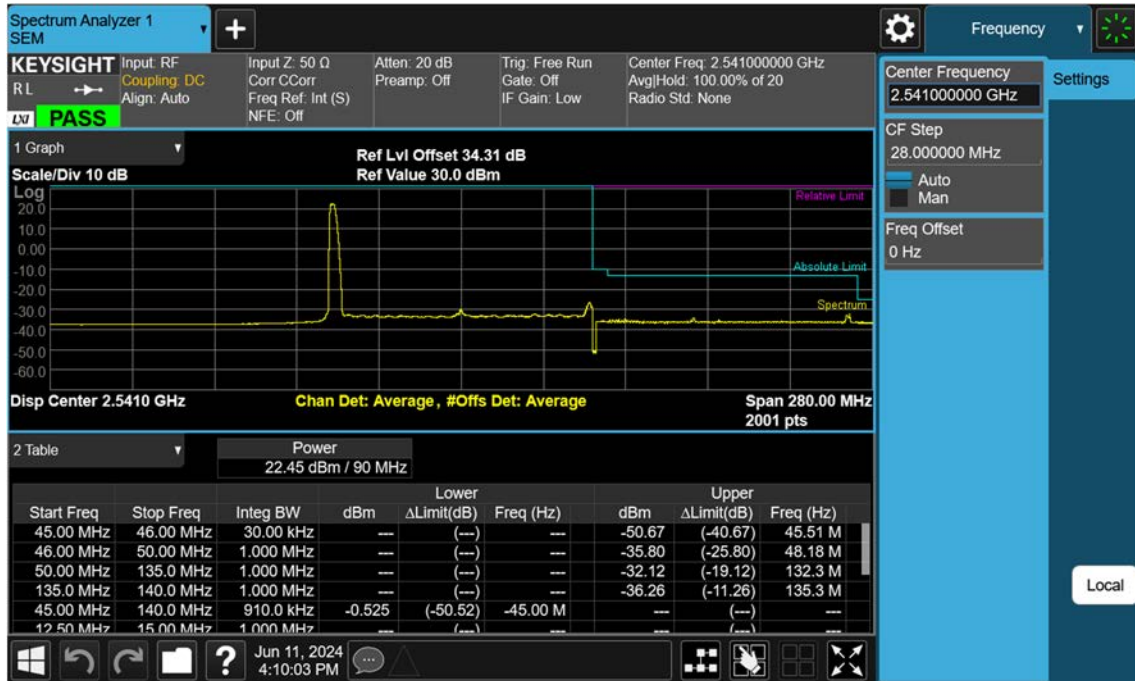 Spectrum Analyzer 1
SEM
+
Frequency
KEYSIGHT
R L
LXI PASS
Input: RF
Coupling: DC
Align: Auto
Input Z: 50 Ω
Corr CCorr
Freq Ref: Int (S)
NFE: Off
Atten: 20 dB
Preamp: Off
Trig: Free Run
Gate: Off
IF Gain: Low
Center Freq: 2.541000000 GHz
Avg|Hold: 100.00% of 20
Radio Std: None
Center Frequency
2.541000000 GHz
Settings
CF Step
28.000000 MHz
Auto
Man
Freq Offset
0 Hz
Local
1 Graph
Scale/Div 10 dB
Ref Lvl Offset 34.31 dB
Ref Value 30.0 dBm
Log
20.0
10.0
0.00
-10.0
-20.0
-30.0
-40.0
-50.0
-60.0
Relative Limit
Absolute Limit
Spectrum
Disp Center 2.5410 GHz
Chan Det: Average, #Offs Det: Average
Span 280.00 MHz
2001 pts
2 Table
Power
22.45 dBm / 90 MHz
Lower Upper
Start Freq Stop Freq Integ BW dBm ΔLimit(dB) Freq (Hz) dBm ΔLimit(dB) Freq (Hz)
45.00 MHz 46.00 MHz 30.00 kHz --- (---) --- -50.67 (-40.67) 45.51 M
46.00 MHz 50.00 MHz 1.000 MHz --- (---) --- -35.80 (-25.80) 48.18 M
50.00 MHz 135.0 MHz 1.000 MHz --- (---) --- -32.12 (-19.12) 132.3 M
135.0 MHz 140.0 MHz 1.000 MHz --- (---) --- -36.26 (-11.26) 135.3 M
45.00 MHz 140.0 MHz 910.0 kHz -0.525 (-50.52) -45.00 M --- (---) ---
12.50 MHz 15.00 MHz 1.000 MHz --- (---) --- --- (---) ---
?
Jun 11, 2024
4:10:03 PM